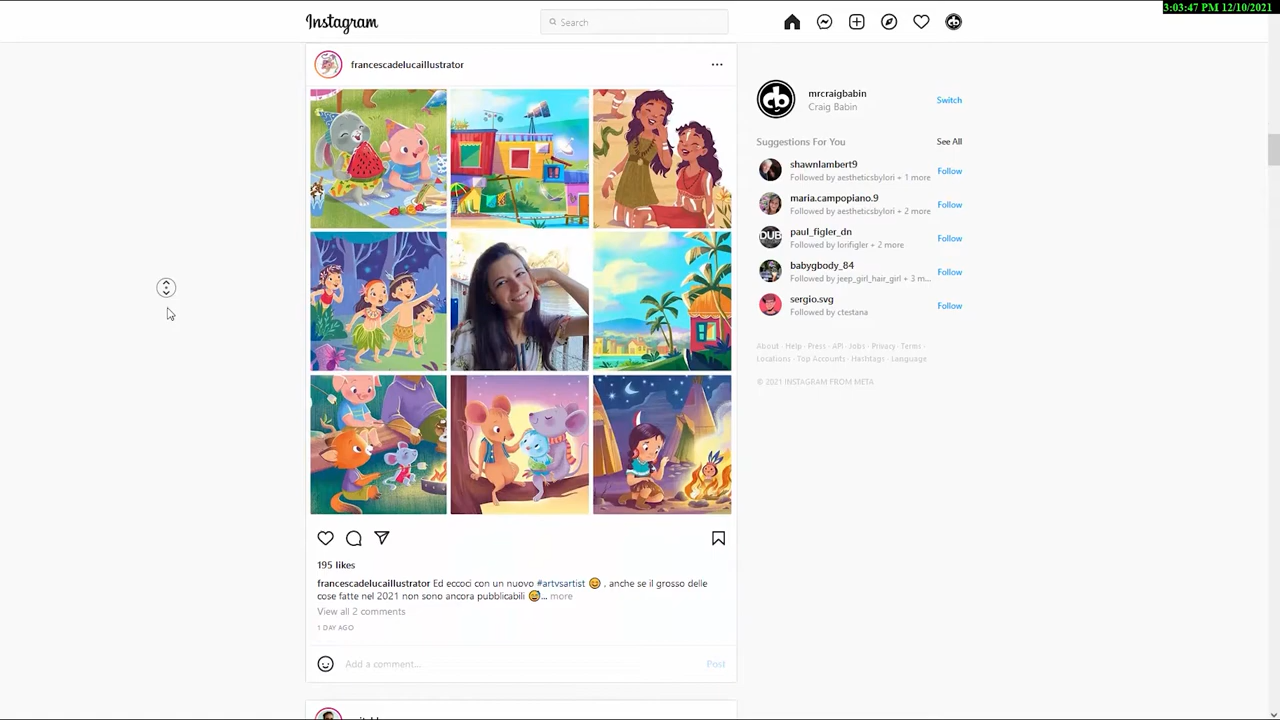 3:03:47 PM 12/10/2021
Instagram
Search
francescadelucaillustrator
mrcraigbabin
Craig Babin
Switch
Suggestions For You
See All
shawnlambert9
Followed by aestheticsbylori + 1 more
Follow
maria.campopiano.9
Followed by aestheticsbylori + 2 more
Follow
paul_figler_dn
Followed by lorifigler + 2 more
Follow
babygbody_84
Followed by jeep_girl_hair_girl + 3 m...
Follow
sergio.svg
Followed by ctestana
Follow
About · Help · Press · API · Jobs · Privacy · Terms ·
Locations · Top Accounts · Hashtags · Language
© 2021 INSTAGRAM FROM META
195 likes
francescadelucaillustrator Ed eccoci con un nuovo #artvsartist 😄 , anche se il grosso delle
cose fatte nel 2021 non sono ancora pubblicabili 😅... more
View all 2 comments
1 DAY AGO
Add a comment...
Post